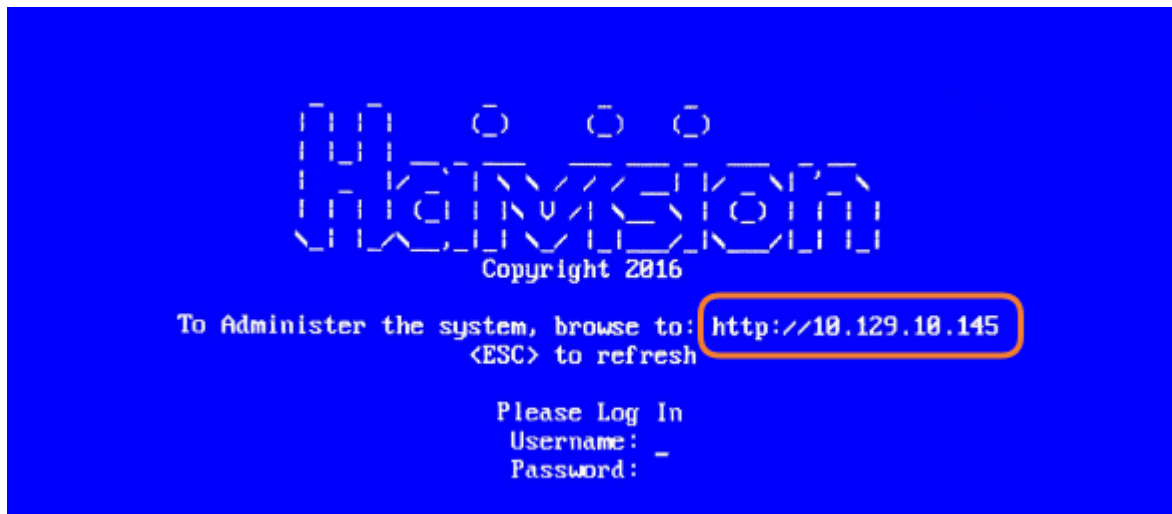 Haivision
Copyright 2016
To Administer the system, browse to: http://10.129.10.145
<ESC> to refresh
Please Log In
Username: _
Password: